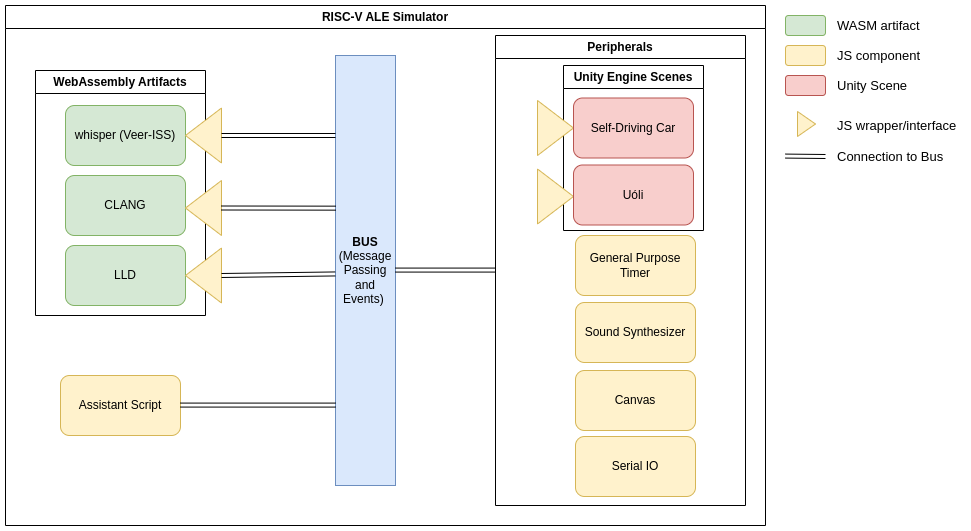 RISC-V ALE Simulator
WebAssembly Artifacts
whisper (Veer-ISS)
CLANG
LLD
Assistant Script
BUS
(Message
Passing
and
Events)
Peripherals
Unity Engine Scenes
Self-Driving Car
Uóli
General Purpose
Timer
Sound Synthesizer
Canvas
Serial IO
WASM artifact
JS component
Unity Scene
JS wrapper/interface
Connection to Bus